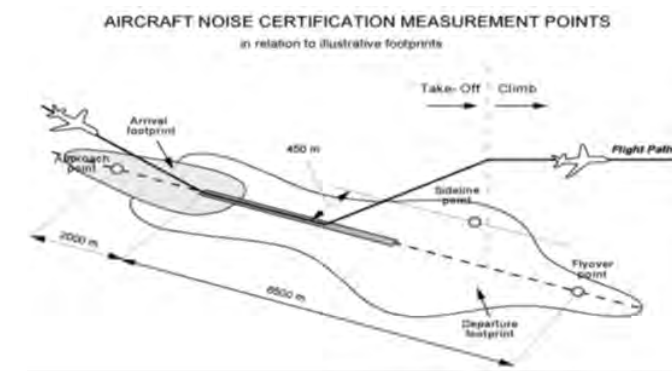 AIRCRAFT NOISE CERTIFICATION MEASUREMENT POINTS
in relation to illustrative footprints
Take-Off
Climb
Arrival
footprint
450 m
Flight Path
Approach
point
Sideline
point
2000 m
6500 m
Flyover
point
Departure
footprint